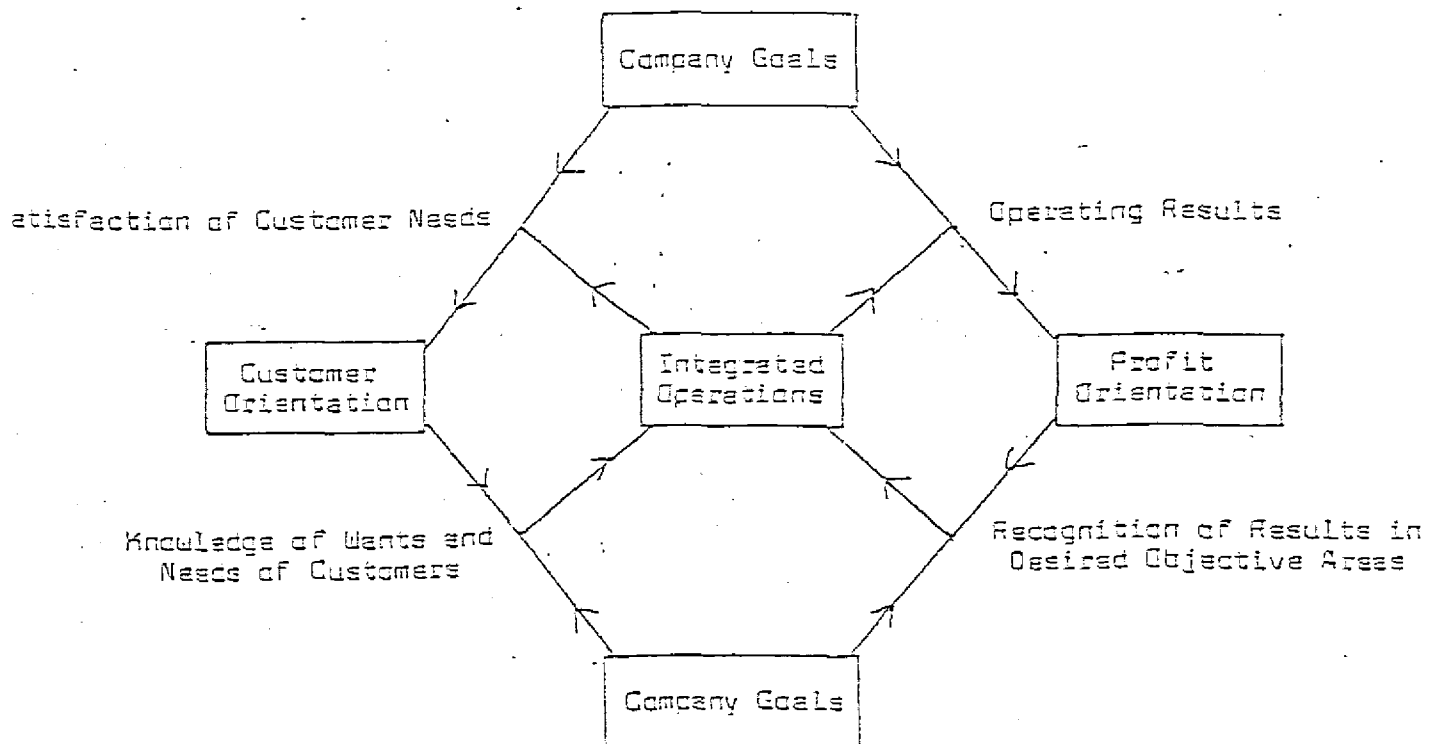 Company Goals
atisfaction of Customer Needs
Operating Results
Customer
Orientation
Integrated
Operations
Profit
Orientation
Knowledge of Wants and
Needs of Customers
Recognition of Results in
Desired Objective Areas
Company Goals